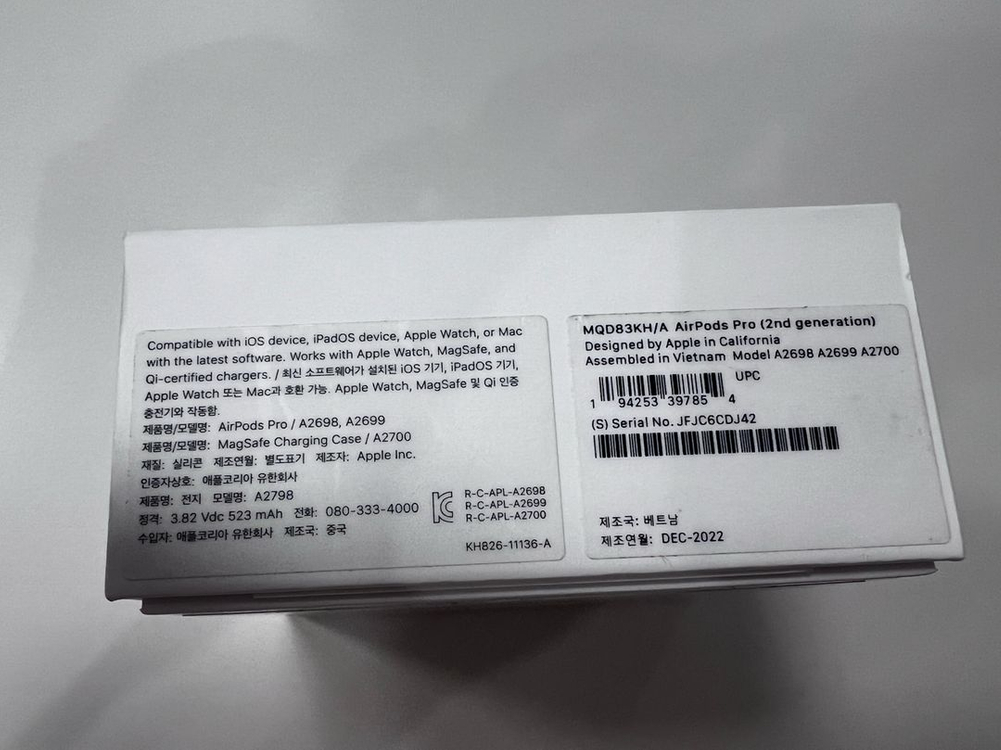 Compatible with iOS device, iPadOS device, Apple Watch, or Mac
with the latest software. Works with Apple Watch, MagSafe, and
Qi-certified chargers. / 최신 소프트웨어가 설치된 iOS 기기, iPadOS 기기,
Apple Watch 또는 Mac과 호환 가능. Apple Watch, MagSafe 및 Qi 인증
충전기와 작동함.
제품명/모델명: AirPods Pro / A2698, A2699
제품명/모델명: MagSafe Charging Case / A2700
재질: 실리콘 제조연월: 별도표기 제조자: Apple Inc.
인증자상호: 애플코리아 유한회사
제품명: 전지 모델명: A2798
정격: 3.82 Vdc 523 mAh 전화: 080-333-4000
수입자: 애플코리아 유한회사 제조국: 중국
R-C-APL-A2698
R-C-APL-A2699
R-C-APL-A2700
KH826-11136-A
MQD83KH/A AirPods Pro (2nd generation)
Designed by Apple in California
Assembled in Vietnam Model A2698 A2699 A2700
UPC
1 94253 39785 4
(S) Serial No. JFJC6CDJ42
제조국: 베트남
제조연월: DEC-2022